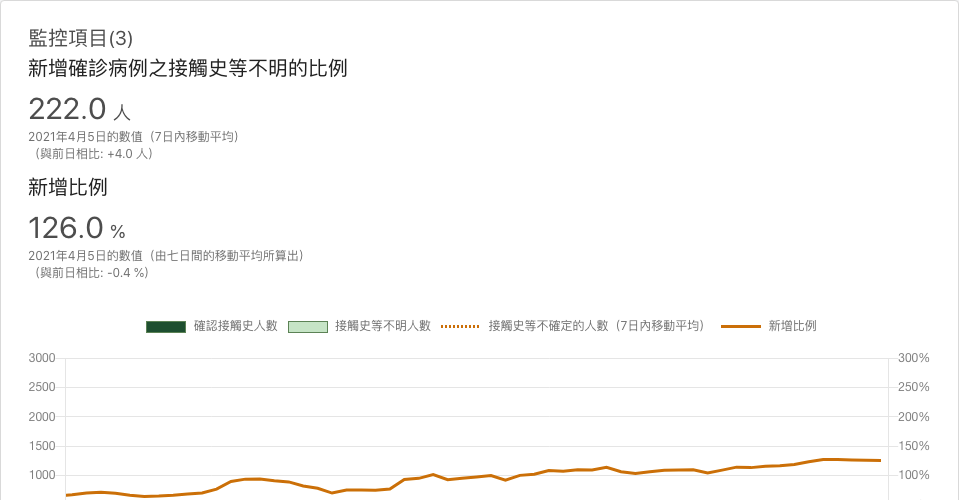 監控項目(3)
新增確診病例之接觸史等不明的比例
222.0 人
2021年4月5日的數值（7日內移動平均）
（與前日相比: +4.0 人）
新增比例
126.0 %
2021年4月5日的數值（由七日間的移動平均所算出）
（與前日相比: -0.4 %）
確認接觸史人數 接觸史等不明人數 接觸史等不確定的人數（7日內移動平均） 新增比例
3000 300%
2500 250%
2000 200%
1500 150%
1000 100%